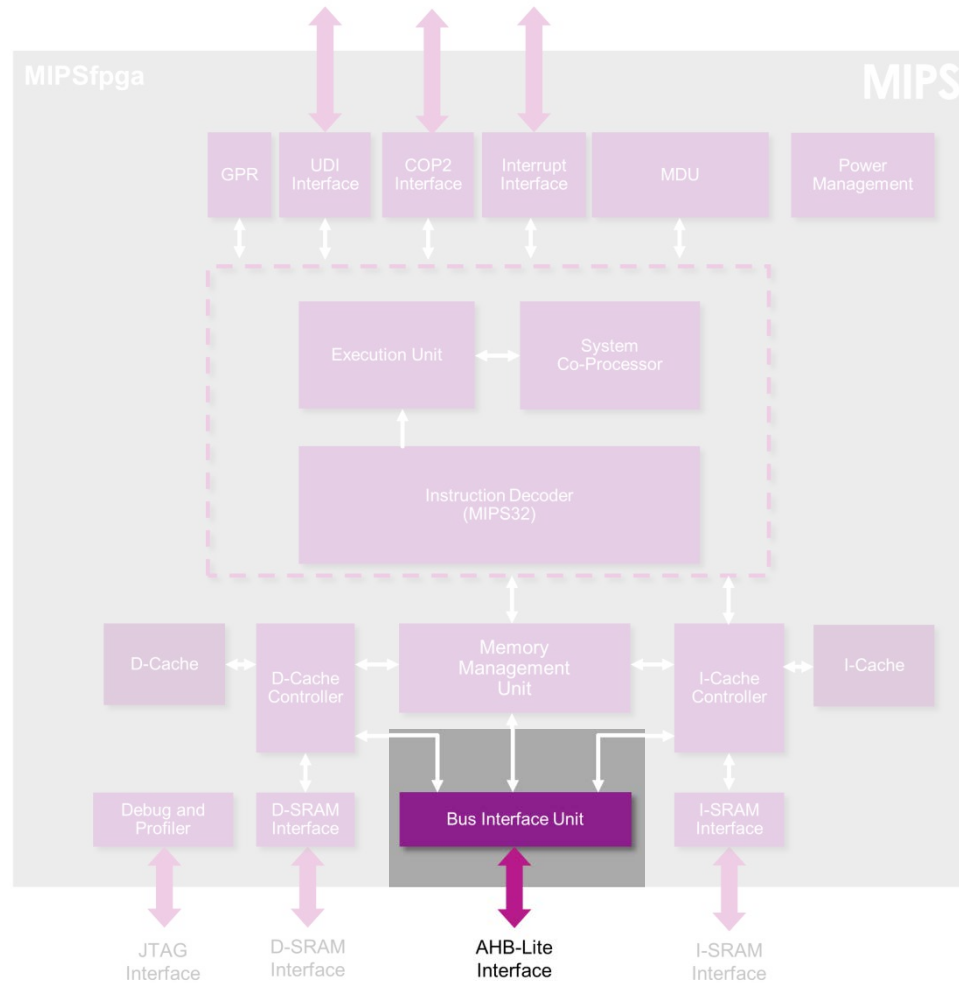 MIPSfpga
MIPS
GPR
UDI
Interface
COP2
Interface
Interrupt
Interface
MDU
Power
Management
Execution Unit
System
Co-Processor
Instruction Decoder
(MIPS32)
D-Cache
D-Cache
Controller
Memory
Management
Unit
I-Cache
Controller
I-Cache
Debug and
Profiler
D-SRAM
Interface
Bus Interface Unit
I-SRAM
Interface
JTAG
Interface
D-SRAM
Interface
AHB-Lite
Interface
I-SRAM
Interface